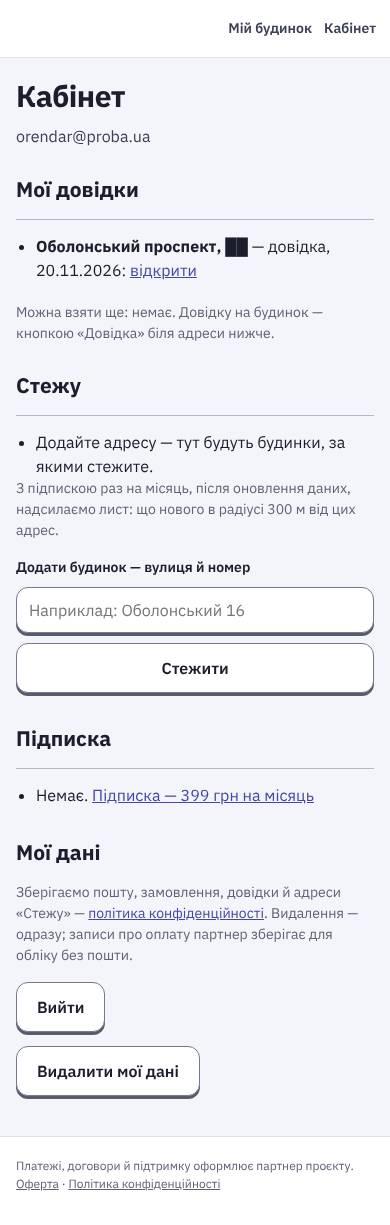 Мій будинок Кабінет
Кабінет
orendar@proba.ua
Мої довідки
Оболонський проспект, ██ — довідка,
20.11.2026: відкрити
Можна взяти ще: немає. Довідку на будинок —
кнопкою «Довідка» біля адреси нижче.
Стежу
Додайте адресу — тут будуть будинки, за
якими стежите.
З підпискою раз на місяць, після оновлення даних,
надсилаємо лист: що нового в радіусі 300 м від цих
адрес.
Додати будинок — вулиця й номер
Наприклад: Оболонський 16
Стежити
Підписка
Немає. Підписка — 399 грн на місяць
Мої дані
Зберігаємо пошту, замовлення, довідки й адреси
«Стежу» — політика конфіденційності. Видалення —
одразу; записи про оплату партнер зберігає для
обліку без пошти.
Вийти
Видалити мої дані
Платежі, договори й підтримку оформлює партнер проєкту.
Оферта · Політика конфіденційності